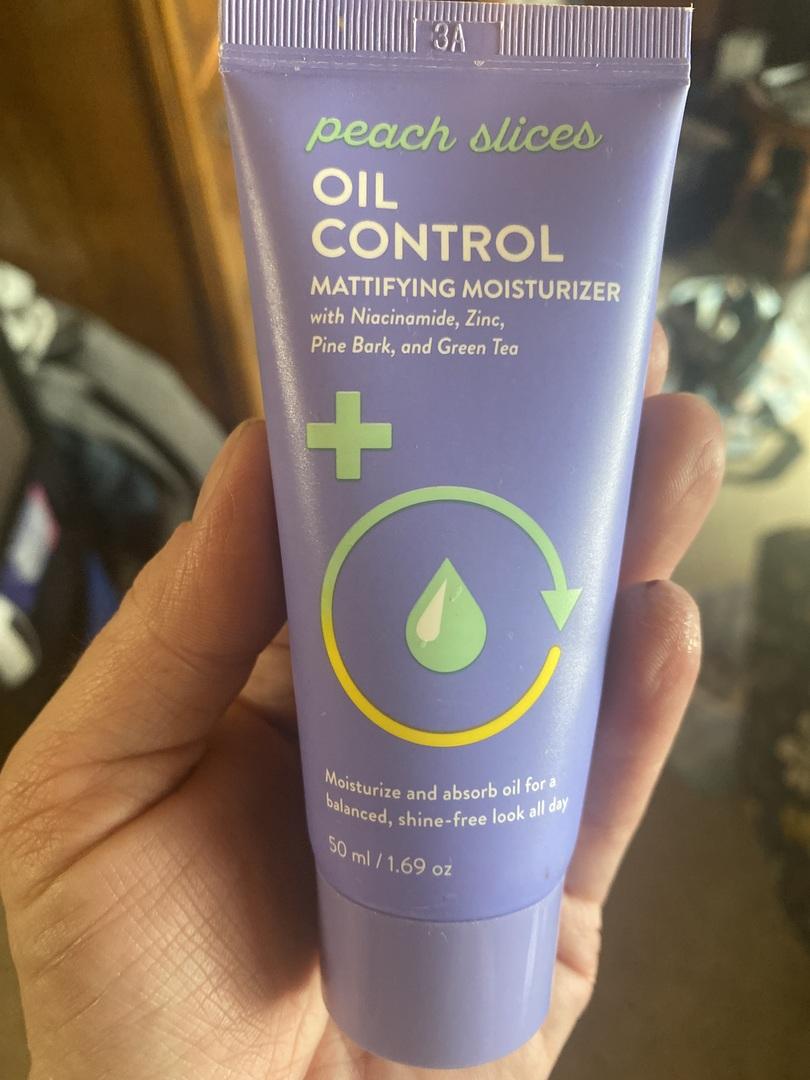 3A
peach slices
OIL
CONTROL
MATTIFYING MOISTURIZER
with Niacinamide, Zinc,
Pine Bark, and Green Tea
Moisturize and absorb oil for a
balanced, shine-free look all day
50 ml / 1.69 oz